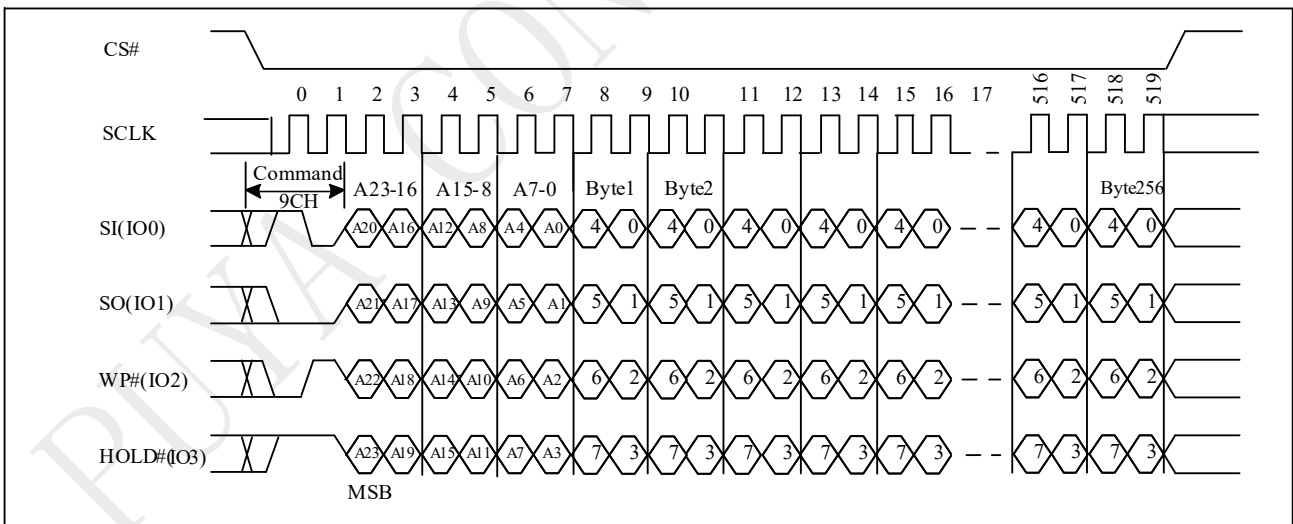 CS#
0 1 2 3 4 5 6 7 8 9 10 11 12 13 14 15 16 17 516 517 518 519
SCLK
Command
9CH
A23-16 A15-8 A7-0 Byte1 Byte2 Byte256
SI(IO0) A20 A16 A12 A8 A4 A0 4 0 4 0 4 0 4 0 4 0 4 0 4 0
SO(IO1) A21 A17 A13 A9 A5 A1 5 1 5 1 5 1 5 1 5 1 5 1 5 1
WP#(IO2) A22 A18 A14 A10 A6 A2 6 2 6 2 6 2 6 2 6 2 6 2 6 2
HOLD#(IO3) A23 A19 A15 A11 A7 A3 7 3 7 3 7 3 7 3 7 3 7 3 7 3
MSB
PUYA CON